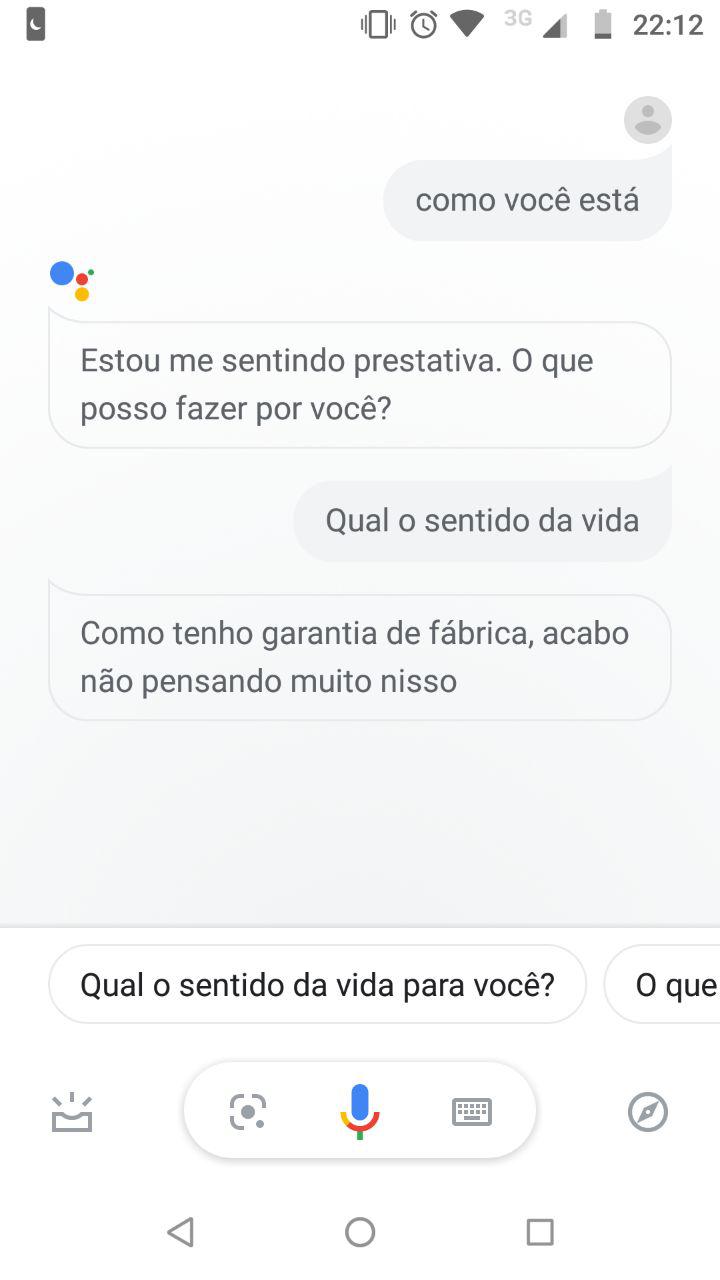 3G 22:12
como você está
Estou me sentindo prestativa. O que
posso fazer por você?
Qual o sentido da vida
Como tenho garantia de fábrica, acabo
não pensando muito nisso
Qual o sentido da vida para você? O que